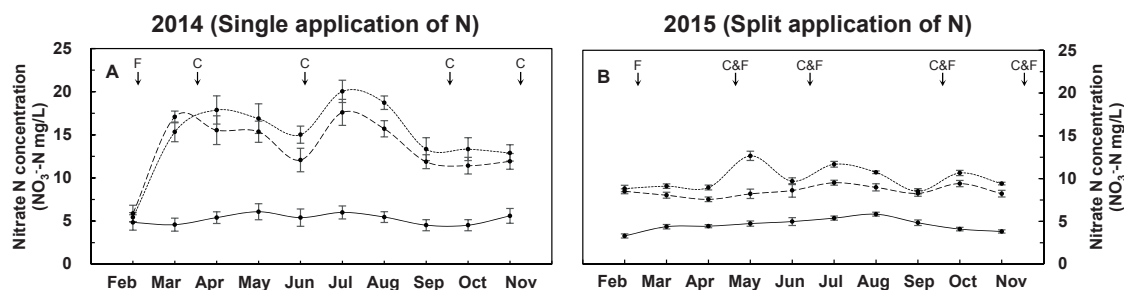 2014 (Single application of N)
2015 (Split application of N)
Nitrate N concentration
(NO₃⁻-N mg/L)
25
20
15
10
5
0
A
F
C
C
C
C
Feb Mar Apr May Jun Jul Aug Sep Oct Nov
B
F
C&F
C&F
C&F
C&F
Feb Mar Apr May Jun Jul Aug Sep Oct Nov
25
20
15
10
5
0
Nitrate N concentration
(NO₃⁻-N mg/L)